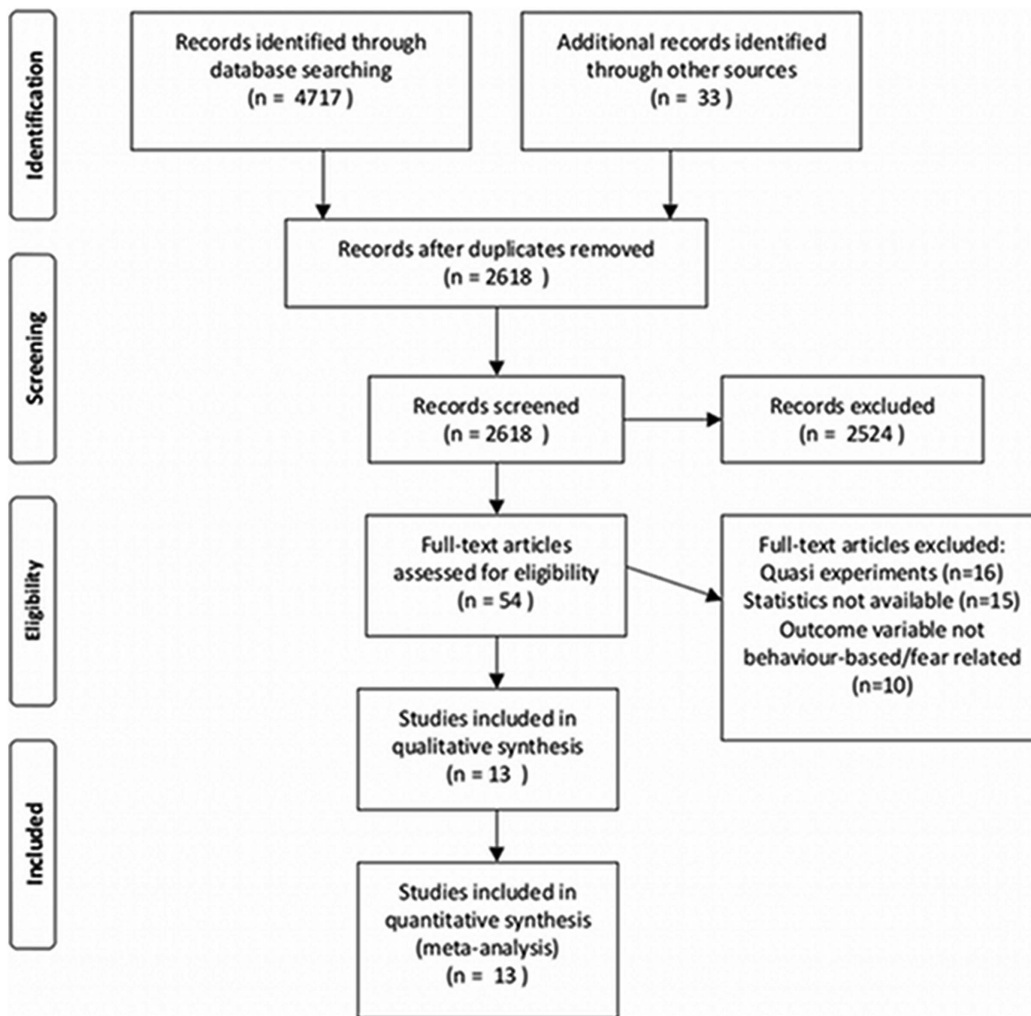 Identification
Records identified through
database searching
(n = 4717 )
Additional records identified
through other sources
(n = 33 )
Records after duplicates removed
(n = 2618 )
Screening
Records screened
(n = 2618 )
Records excluded
(n = 2524 )
Eligibility
Full-text articles
assessed for eligibility
(n = 54 )
Full-text articles excluded:
Quasi experiments (n=16)
Statistics not available (n=15)
Outcome variable not
behaviour-based/fear related
(n=10)
Studies included in
qualitative synthesis
(n = 13 )
Included
Studies included in
quantitative synthesis
(meta-analysis)
(n = 13 )